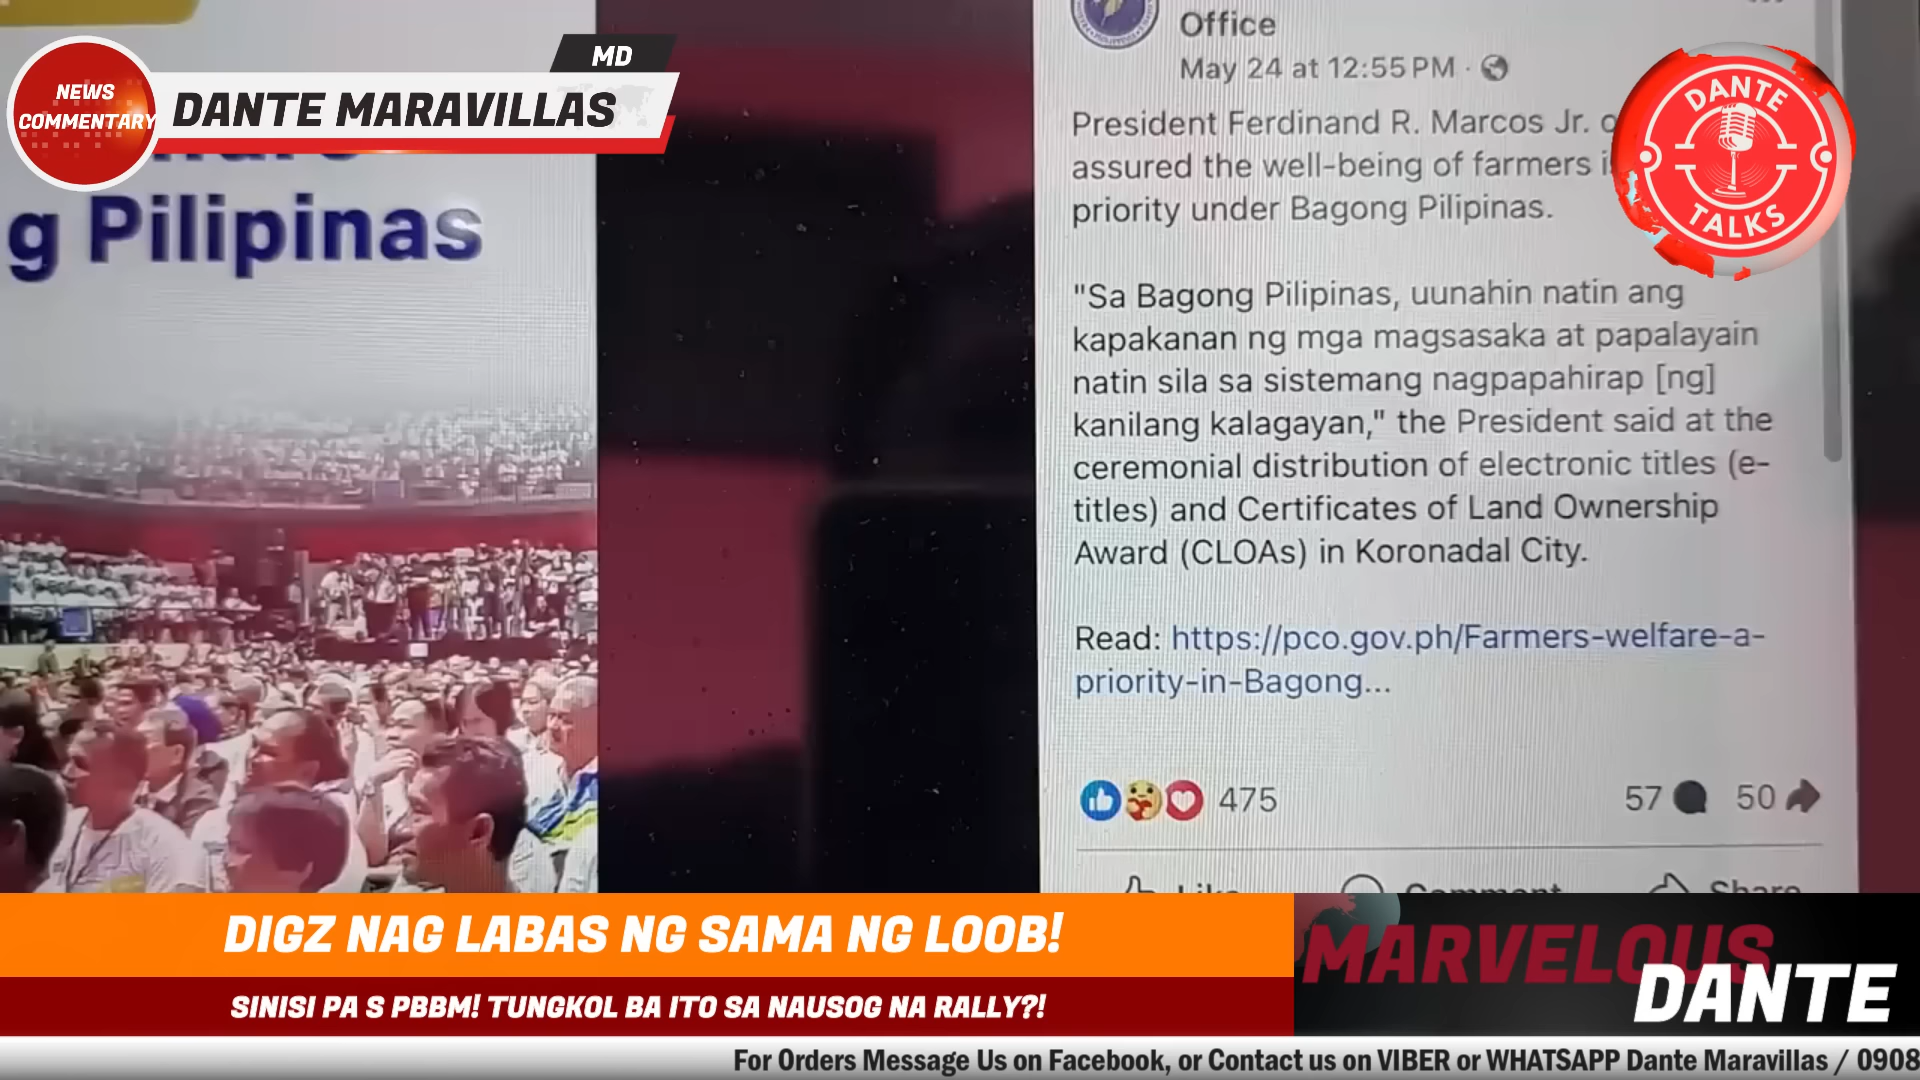 NEWS
COMMENTARY
MD
DANTE MARAVILLAS
g Pilipinas
Office
May 24 at 12:55 PM
President Ferdinand R. Marcos Jr.
assured the well-being of farmers
priority under Bagong Pilipinas.
"Sa Bagong Pilipinas, uunahin natin ang
kapakanan ng mga magsasaka at papalayain
natin sila sa sistemang nagpapahirap [ng]
kanilang kalagayan," the President said at the
ceremonial distribution of electronic titles (e-
titles) and Certificates of Land Ownership
Award (CLOAs) in Koronadal City.
Read: https://pco.gov.ph/Farmers-welfare-a-
priority-in-Bagong...
475
57
50
Like
Comment
Share
DANTE
TALKS
DIGZ NAG LABAS NG SAMA NG LOOB!
SINISI PA S PBBM! TUNGKOL BA ITO SA NAUSOG NA RALLY?!
MARVELOUS
DANTE
For Orders Message Us on Facebook, or Contact us on VIBER or WHATSAPP Dante Maravillas / 0908